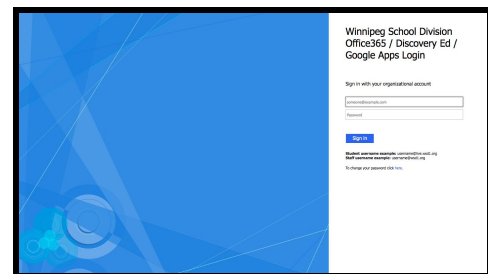 Winnipeg School Division
Office365 / Discovery Ed /
Google Apps Login
Sign in with your organizational account
someone@example.com
Password
Sign in
Student username example: username@live.wsd1.org
Staff username example: username@wsd1.org
To change your password click here.